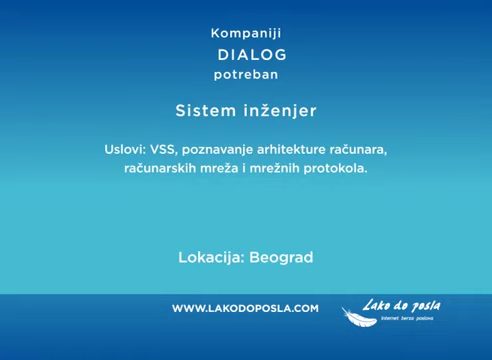 Kompaniji
DIALOG
potreban
Sistem inženjer
Uslovi: VSS, poznavanje arhitekture računara,
računarskih mreža i mrežnih protokola.
Lokacija: Beograd
WWW.LAKODOPOSLA.COM
Lako do posla
internet berza poslova